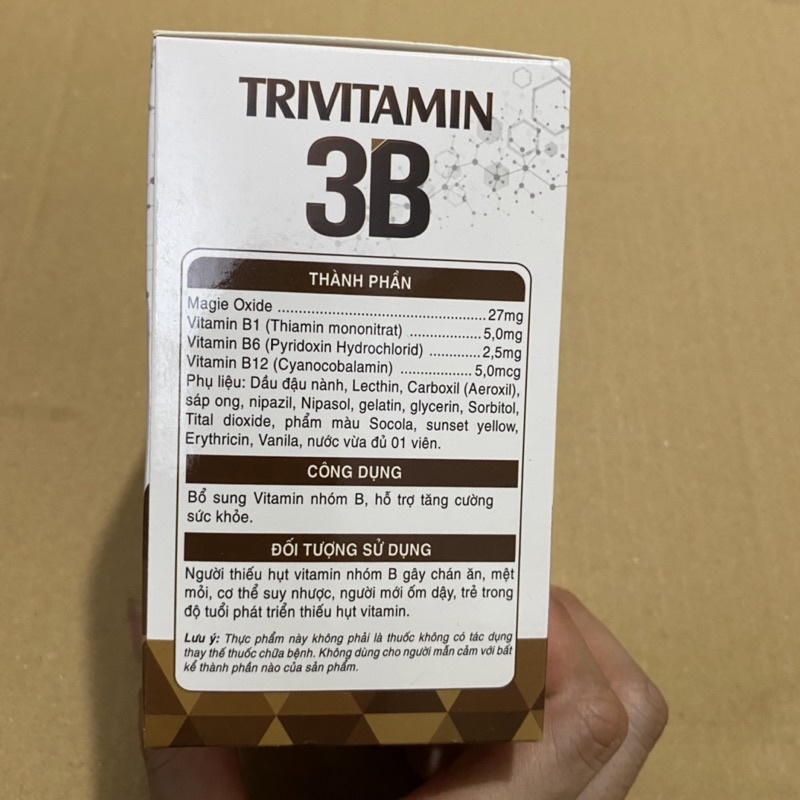 TRIVITAMIN
3B
THÀNH PHẦN
Magie Oxide ........................................................ 27mg
Vitamin B1 (Thiamin mononitrat) ................... 5,0mg
Vitamin B6 (Pyridoxin Hydrochlorid) ............. 2,5mg
Vitamin B12 (Cyanocobalamin) .................. 5,0mcg
Phụ liệu: Dầu đậu nành, Lecthin, Carboxil (Aeroxil),
sáp ong, nipazil, Nipasol, gelatin, glycerin, Sorbitol,
Tital dioxide, phẩm màu Socola, sunset yellow,
Erythricin, Vanila, nước vừa đủ 01 viên.
CÔNG DỤNG
Bổ sung Vitamin nhóm B, hỗ trợ tăng cường
sức khỏe.
ĐỐI TƯỢNG SỬ DỤNG
Người thiếu hụt vitamin nhóm B gây chán ăn, mệt
mỏi, cơ thể suy nhược, người mới ốm dậy, trẻ trong
độ tuổi phát triển thiếu hụt vitamin.
Lưu ý: Thực phẩm này không phải là thuốc không có tác dụng
thay thế thuốc chữa bệnh. Không dùng cho người mẫn cảm với bất
kể thành phần nào của sản phẩm.